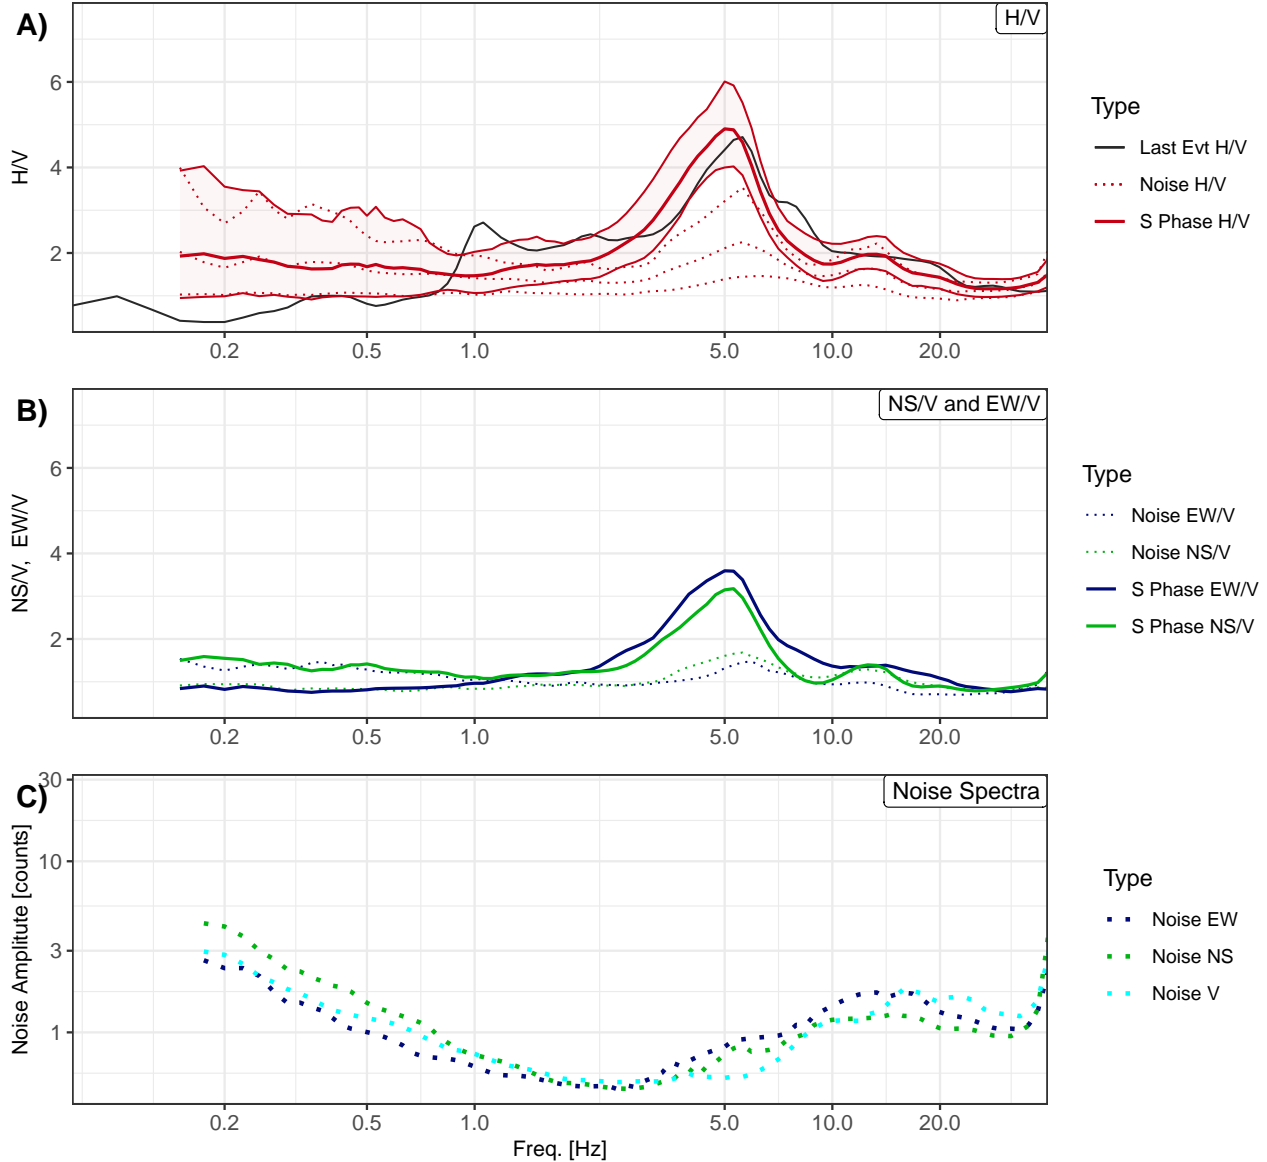 A)
H/V
H/V
6
4
2
0.2 0.5 1.0 5.0 10.0 20.0
Type
Last Evt H/V
Noise H/V
S Phase H/V
B)
NS/V and EW/V
NS/V, EW/V
6
4
2
0.2 0.5 1.0 5.0 10.0 20.0
Type
Noise EW/V
Noise NS/V
S Phase EW/V
S Phase NS/V
C)
Noise Spectra
Noise Amplitute [counts]
30
10
3
1
0.2 0.5 1.0 5.0 10.0 20.0
Freq. [Hz]
Type
Noise EW
Noise NS
Noise V